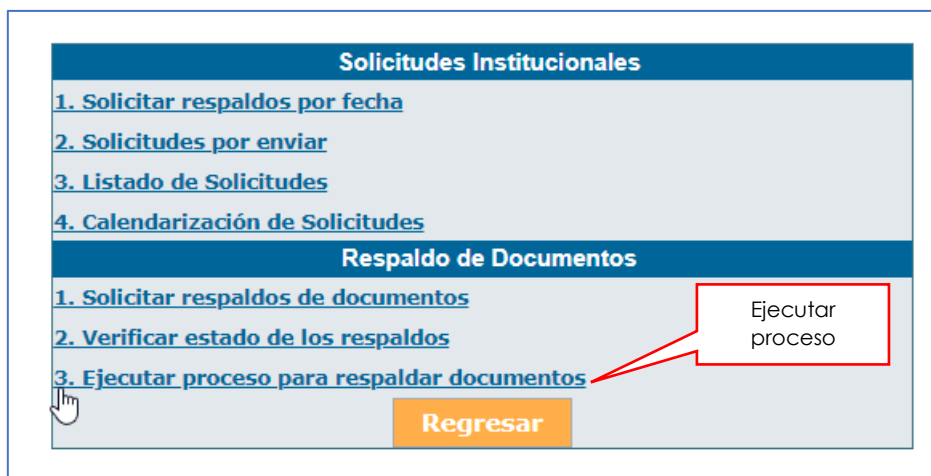 Solicitudes Institucionales
1. Solicitar respaldos por fecha
2. Solicitudes por enviar
3. Listado de Solicitudes
4. Calendarización de Solicitudes
Respaldo de Documentos
1. Solicitar respaldos de documentos
2. Verificar estado de los respaldos
3. Ejecutar proceso para respaldar documentos
Ejecutar
proceso
Regresar